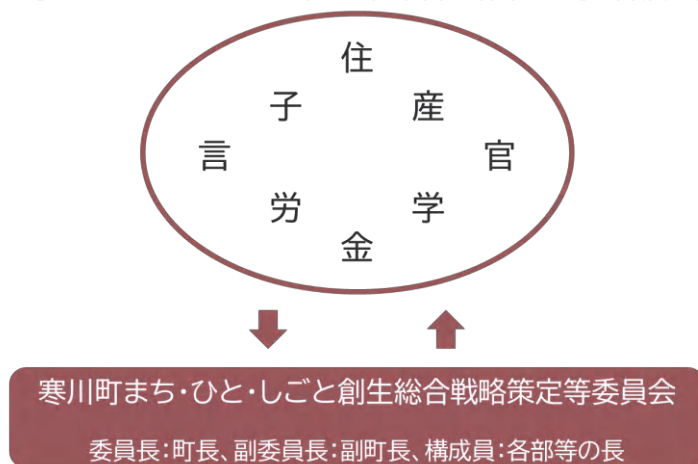 住
子 産
言 官
労 学
金
寒川町まち・ひと・しごと創生総合戦略策定等委員会
委員長:町長、副委員長:副町長、構成員:各部等の長